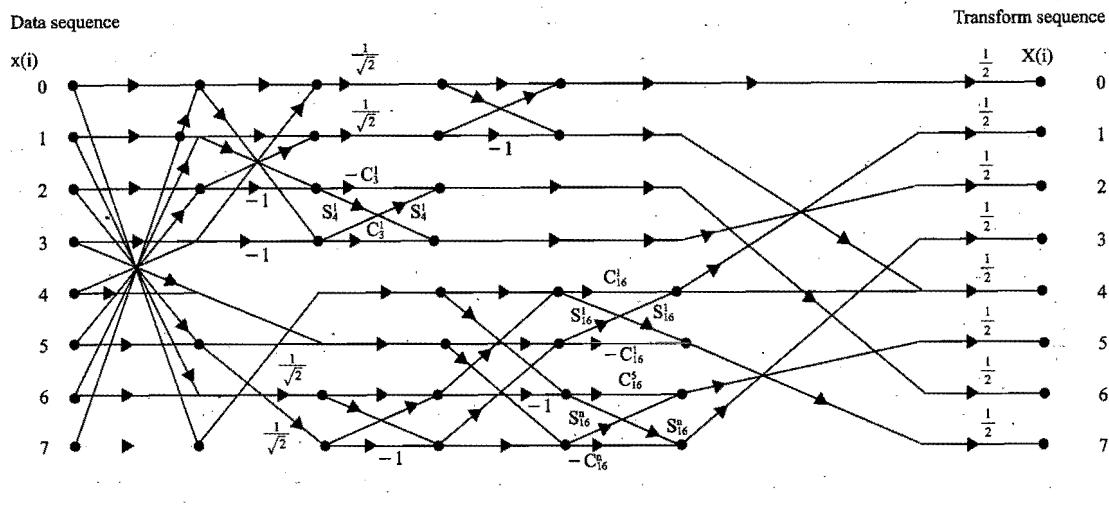 Data sequence
Transform sequence
x(i)
X(i)
0
1/√2
1/2
0
1
1/√2
-1
1/2
1
2
-1
-C¹₃
S¹₄
S¹₄
1/2
2
3
-1
C¹₃
1/2
3
4
C¹₁₆
S¹₁₆
S¹₁₆
1/2
4
5
-C¹₁₆
1/2
5
6
1/√2
-1
C⁵₁₆
Sⁿ₁₆
Sⁿ₁₆
1/2
6
7
1/√2
-1
-Cⁿ₁₆
1/2
7